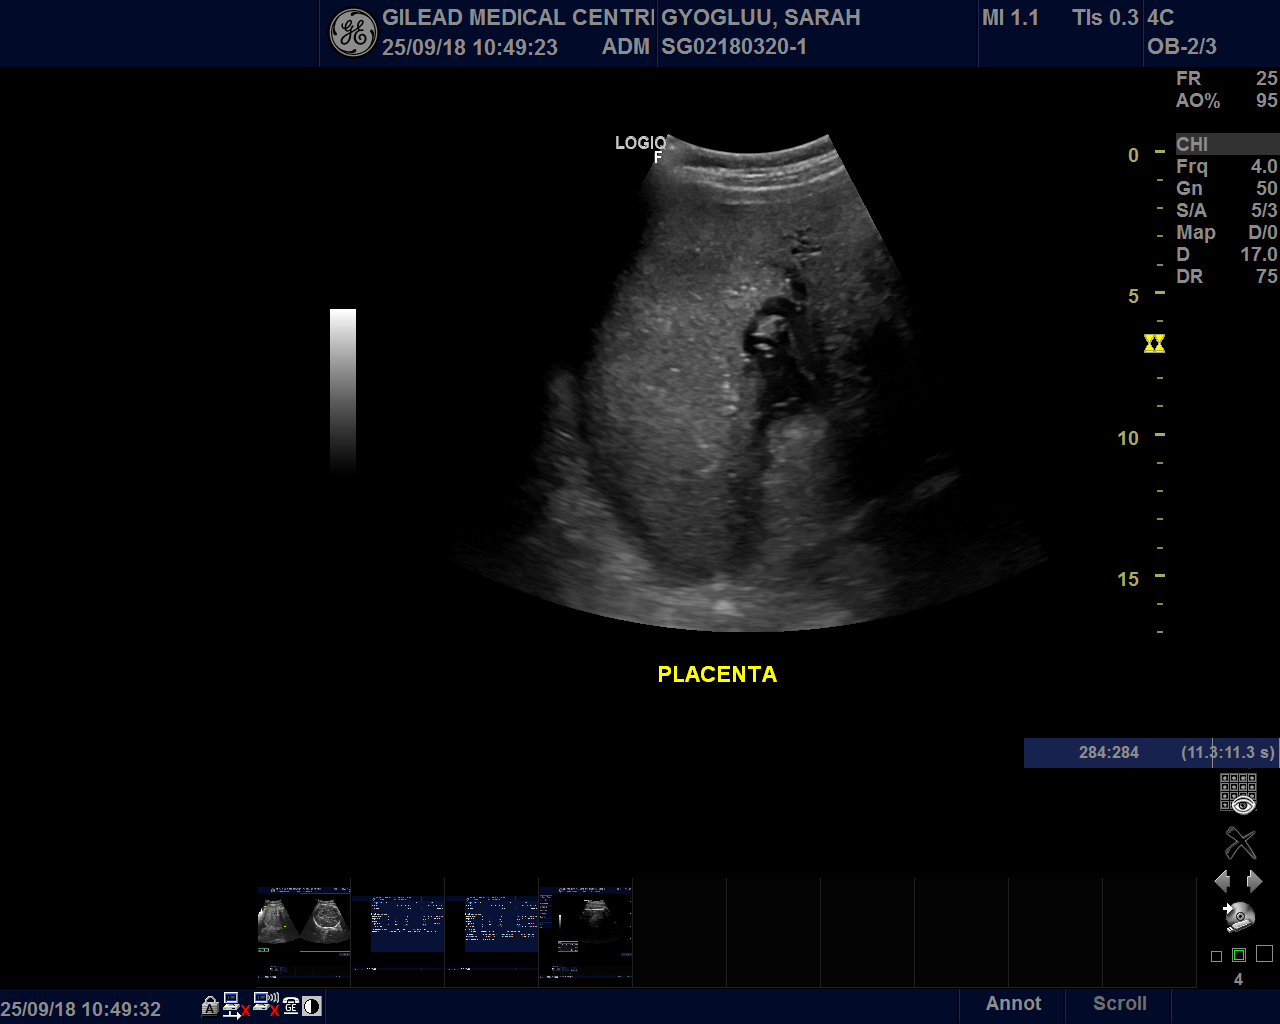 GILEAD MEDICAL CENTRI
25/09/18 10:49:23 ADM
GYOGLUU, SARAH
SG02180320-1
MI 1.1 TIs 0.3
4C
OB-2/3
FR 25
AO% 95
CHI
Frq 4.0
Gn 50
S/A 5/3
Map D/0
D 17.0
DR 75
LOGIQ
F
0
5
10
15
PLACENTA
284:284 (11.3:11.3 s)
4
25/09/18 10:49:32
A
GE
Annot
Scroll